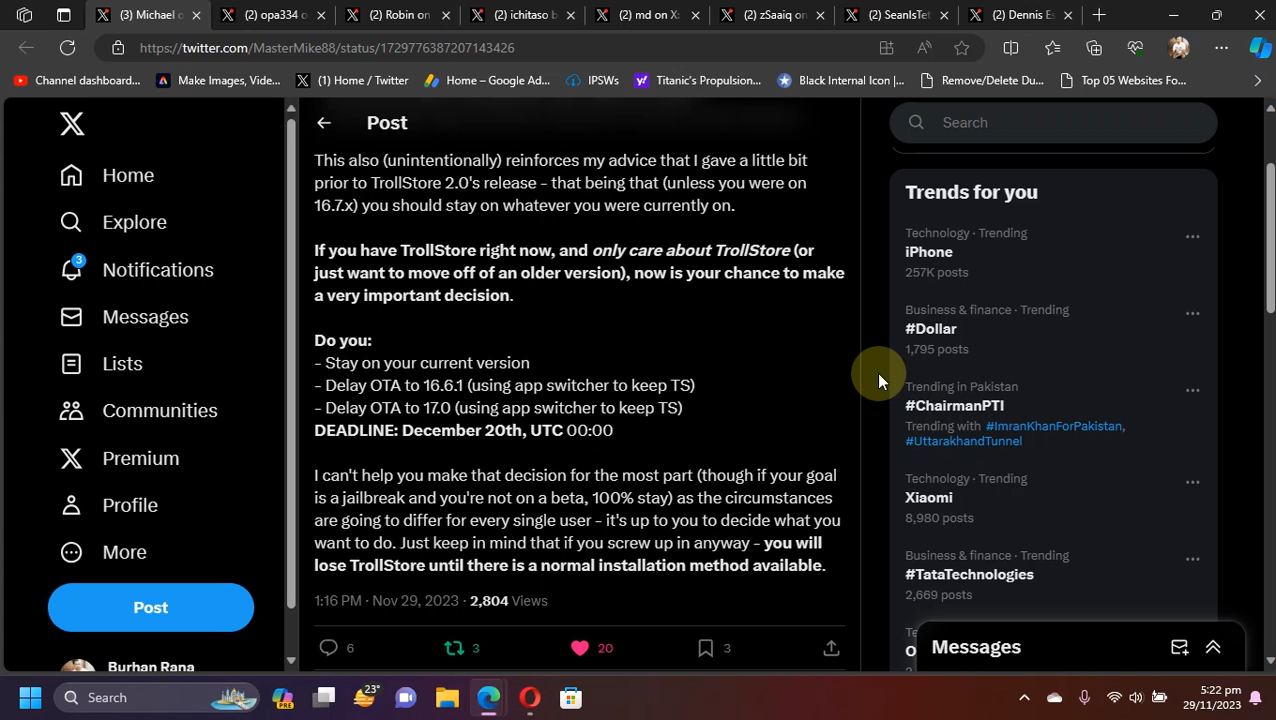 (3) Michael o
(2) opa334 o
(2) Robin on
(2) ichitaso b
(2) md on X:
(2) zSaaiq on
(2) SeanIsTet
(2) Dennis Es
https://twitter.com/MasterMike88/status/1729776387207143426
Channel dashboard...
Make Images, Vide...
(1) Home / Twitter
Home – Google Ad...
IPSWs
Titanic's Propulsion...
Black Internal Icon |...
Remove/Delete Du...
Top 05 Websites Fo...
Home
Explore
3
Notifications
Messages
Lists
Communities
Premium
Profile
More
Post
Burhan Rana
Post
This also (unintentionally) reinforces my advice that I gave a little bit
prior to TrollStore 2.0's release - that being that (unless you were on
16.7.x) you should stay on whatever you were currently on.
If you have TrollStore right now, and only care about TrollStore (or
just want to move off of an older version), now is your chance to make
a very important decision.
Do you:
- Stay on your current version
- Delay OTA to 16.6.1 (using app switcher to keep TS)
- Delay OTA to 17.0 (using app switcher to keep TS)
DEADLINE: December 20th, UTC 00:00
I can't help you make that decision for the most part (though if your goal
is a jailbreak and you're not on a beta, 100% stay) as the circumstances
are going to differ for every single user - it's up to you to decide what you
want to do. Just keep in mind that if you screw up in anyway - you will
lose TrollStore until there is a normal installation method available.
1:16 PM · Nov 29, 2023 · 2,804 Views
6
3
20
3
Search
Trends for you
Technology · Trending
iPhone
257K posts
Business & finance · Trending
#Dollar
1,795 posts
Trending in Pakistan
#ChairmanPTI
Trending with #ImranKhanForPakistan,
#UttarakhandTunnel
Technology · Trending
Xiaomi
8,980 posts
Business & finance · Trending
#TataTechnologies
2,669 posts
Messages
Search
PRE
23°
5:22 pm
29/11/2023